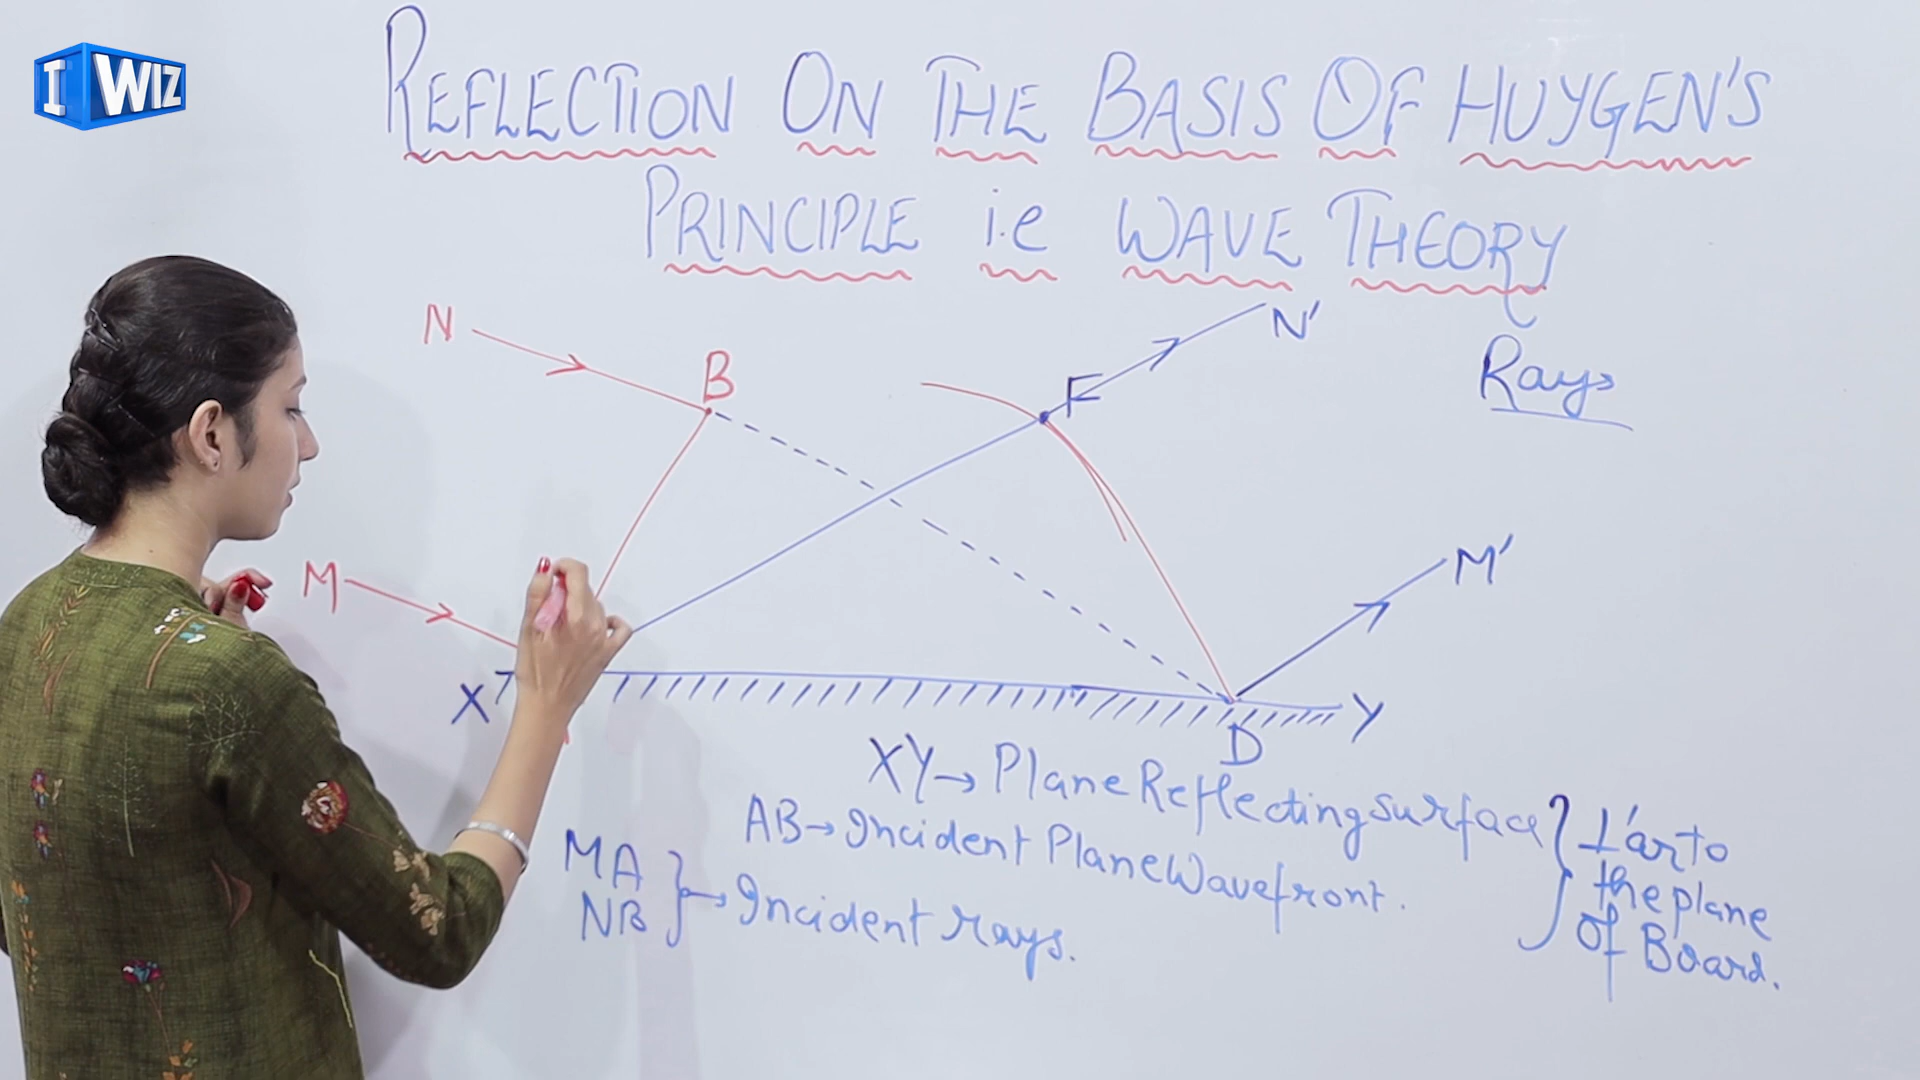 I WIZ
REFLECTION ON THE BASIS OF HUYGEN'S
PRINCIPLE i.e WAVE THEORY
Rays
N
B
F
N'
M
M'
X
Y
D
XY→ Plane Reflecting surface
AB→ Incident Plane Wavefront.
MA
NB
→ Incident rays.
⊥'ar to
the plane
of Board.